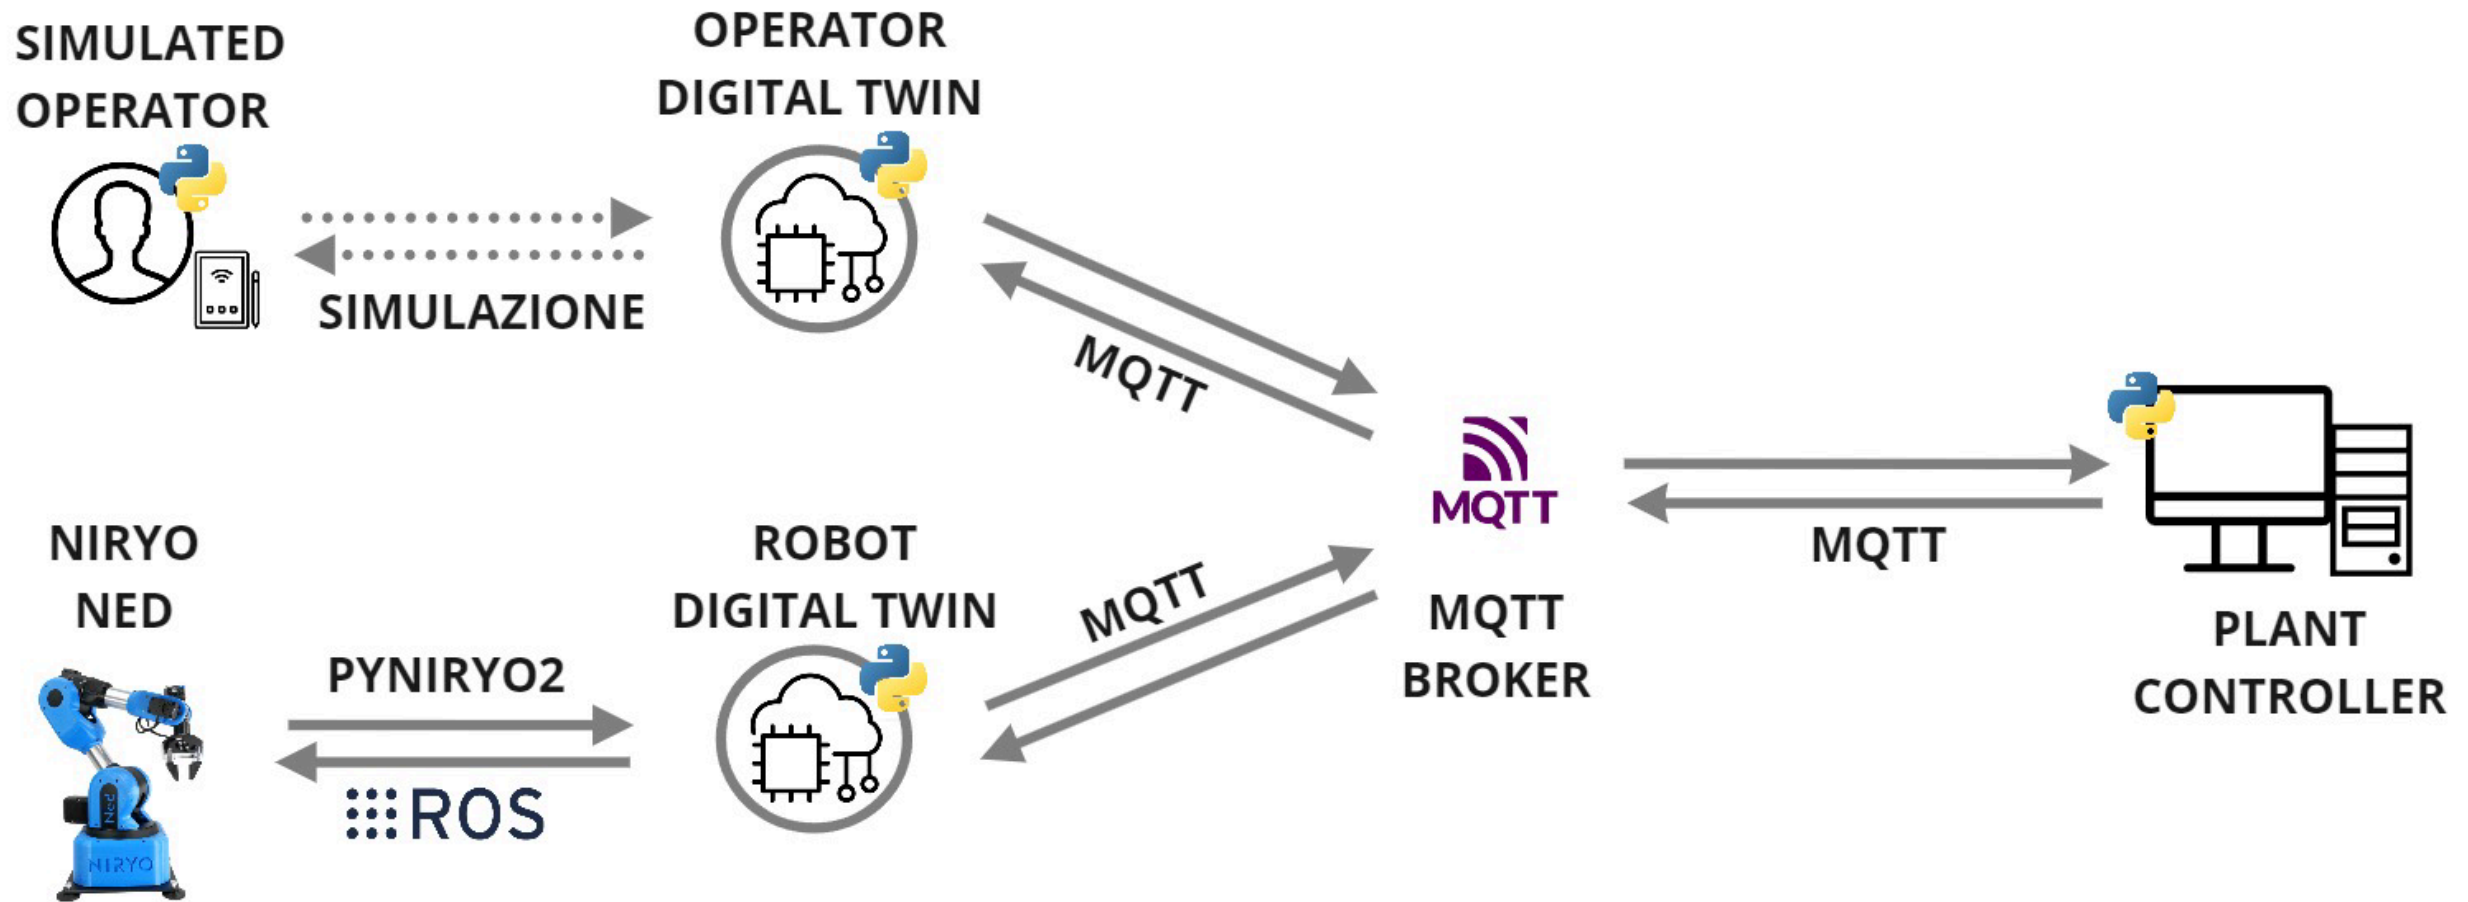 SIMULATED
OPERATOR
OPERATOR
DIGITAL TWIN
SIMULAZIONE
MQTT
MQTT
MQTT
BROKER
MQTT
PLANT
CONTROLLER
NIRYO
NED
PYNIRYO2
ROS
ROBOT
DIGITAL TWIN
MQTT
Ned
NIRYO